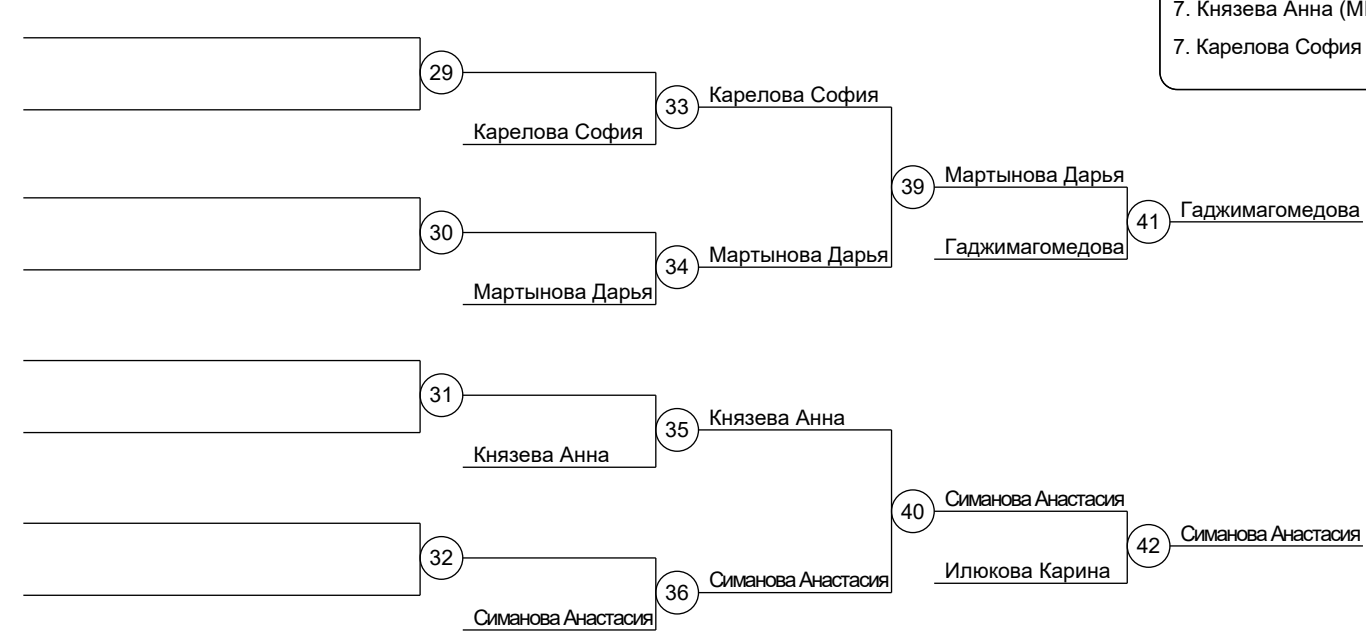 7. Князева Анна (М
7. Карелова София
29
33
Карелова София
Карелова София
39
Мартынова Дарья
41
Гаджимагомедова
30
34
Мартынова Дарья
Гаджимагомедова
Мартынова Дарья
31
35
Князева Анна
Князева Анна
40
Симанова Анастасия
42
Симанова Анастасия
32
36
Симанова Анастасия
Илюкова Карина
Симанова Анастасия